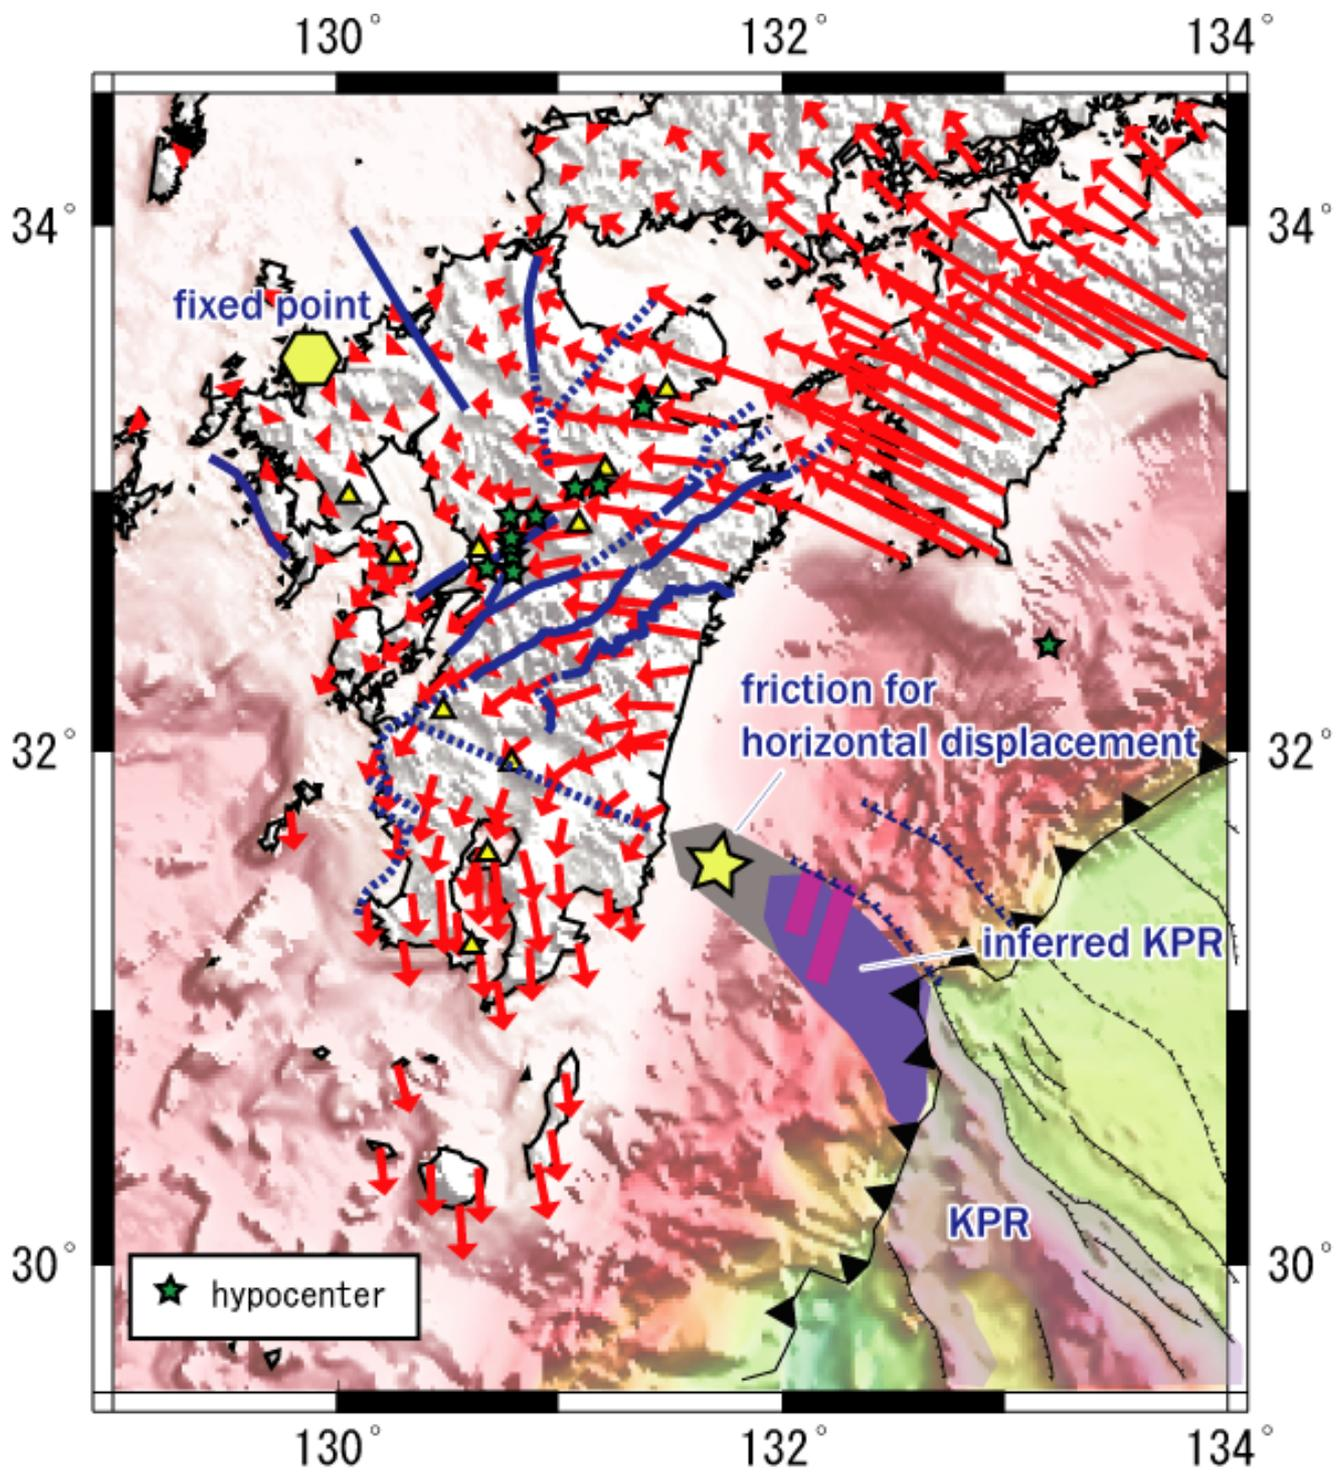 130° 132° 134°
fixed point
34° 34°
friction for
horizontal displacement
32° 32°
inferred KPR
KPR
30° 30°
hypocenter
130° 132° 134°